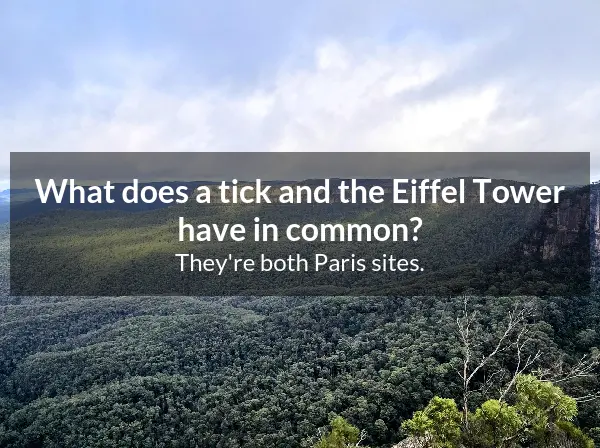 What does a tick and the Eiffel Tower
have in common?
They're both Paris sites.